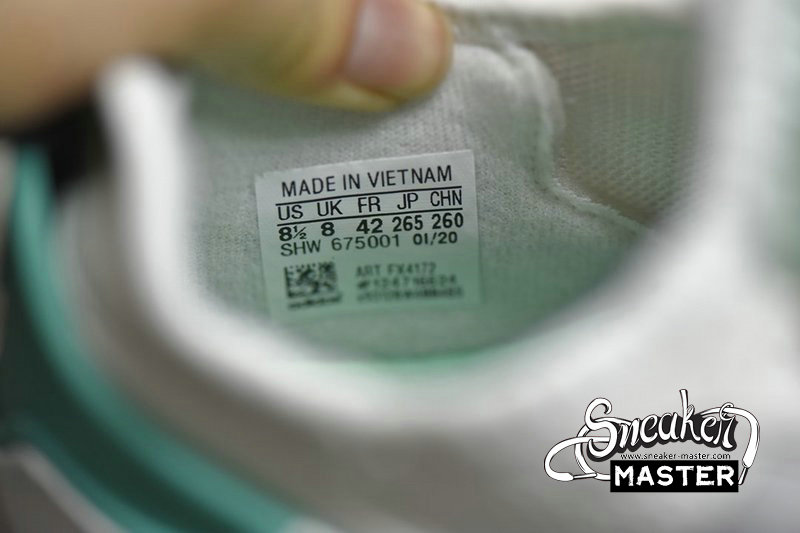 MADE IN VIETNAM
US UK FR JP CHN
8½ 8 42 265 260
SHW 675001 01/20
ART FX4172
Sneaker
www.sneaker-master.com
MASTER